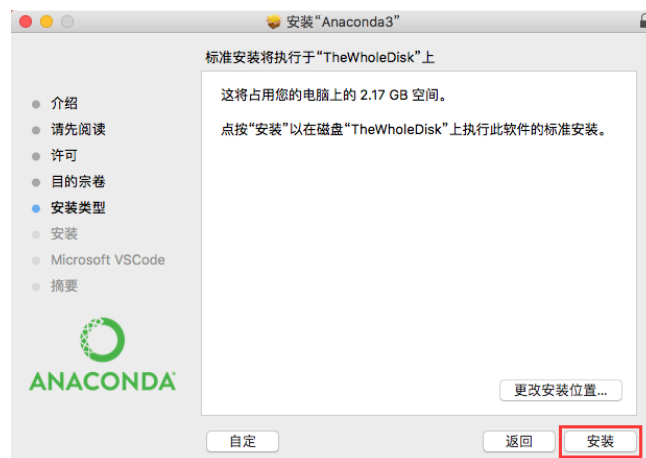 安装“Anaconda3”
标准安装将执行于“TheWholeDisk”上
介绍
请先阅读
许可
目的宗卷
安装类型
安装
Microsoft VSCode
摘要
ANACONDA
这将占用您的电脑上的 2.17 GB 空间。
点按“安装”以在磁盘“TheWholeDisk”上执行此软件的标准安装。
更改安装位置...
自定
返回
安装